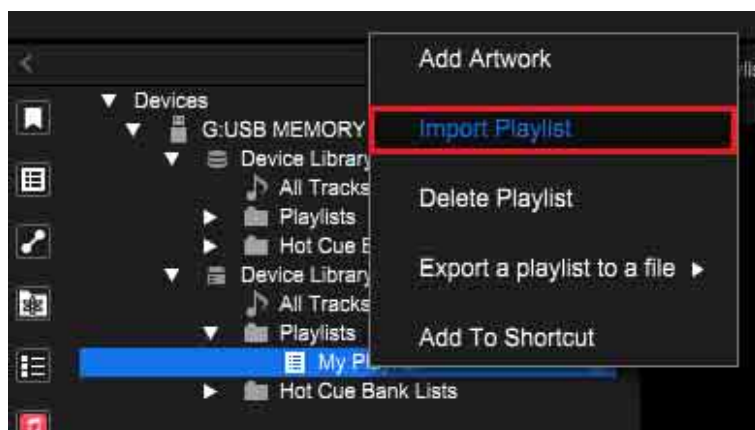 Devices
G:USB MEMORY
Device Library
All Tracks
Playlists
Hot Cue
Device Library
All Tracks
Playlists
My
Hot Cue Bank Lists
Add Artwork
Import Playlist
Delete Playlist
Export a playlist to a file
Add To Shortcut